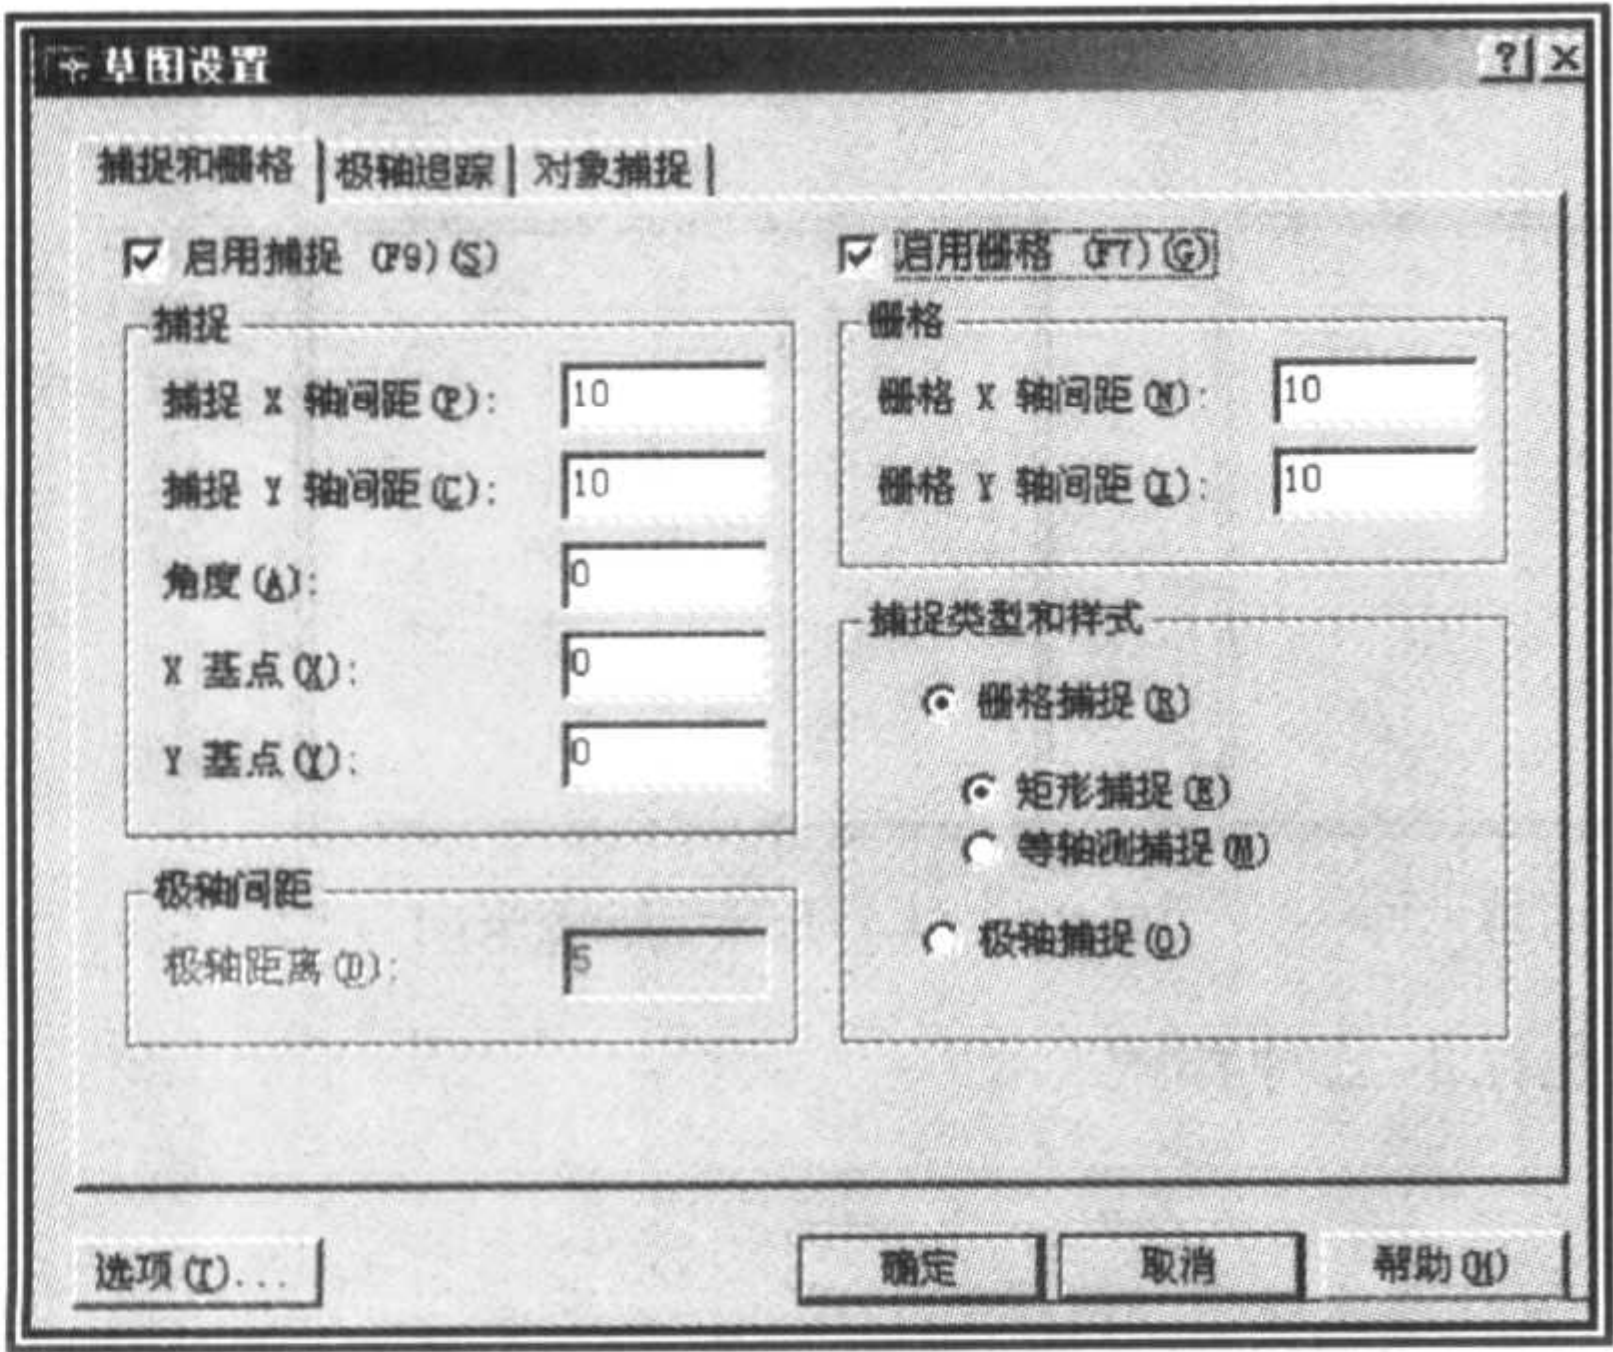 草图设置
捕捉和栅格 极轴追踪 对象捕捉
启用捕捉 (F9)(S)
捕捉
捕捉 X 轴间距(P): 10
捕捉 Y 轴间距(C): 10
角度(A): 0
X 基点(X): 0
Y 基点(Y): 0
极轴间距
极轴距离(D): 5
启用栅格 (F7)(G)
栅格
栅格 X 轴间距(N): 10
栅格 Y 轴间距(I): 10
捕捉类型和样式
栅格捕捉(R)
矩形捕捉(E)
等轴测捕捉(M)
极轴捕捉(O)
选项(T)... 确定 取消 帮助(H)